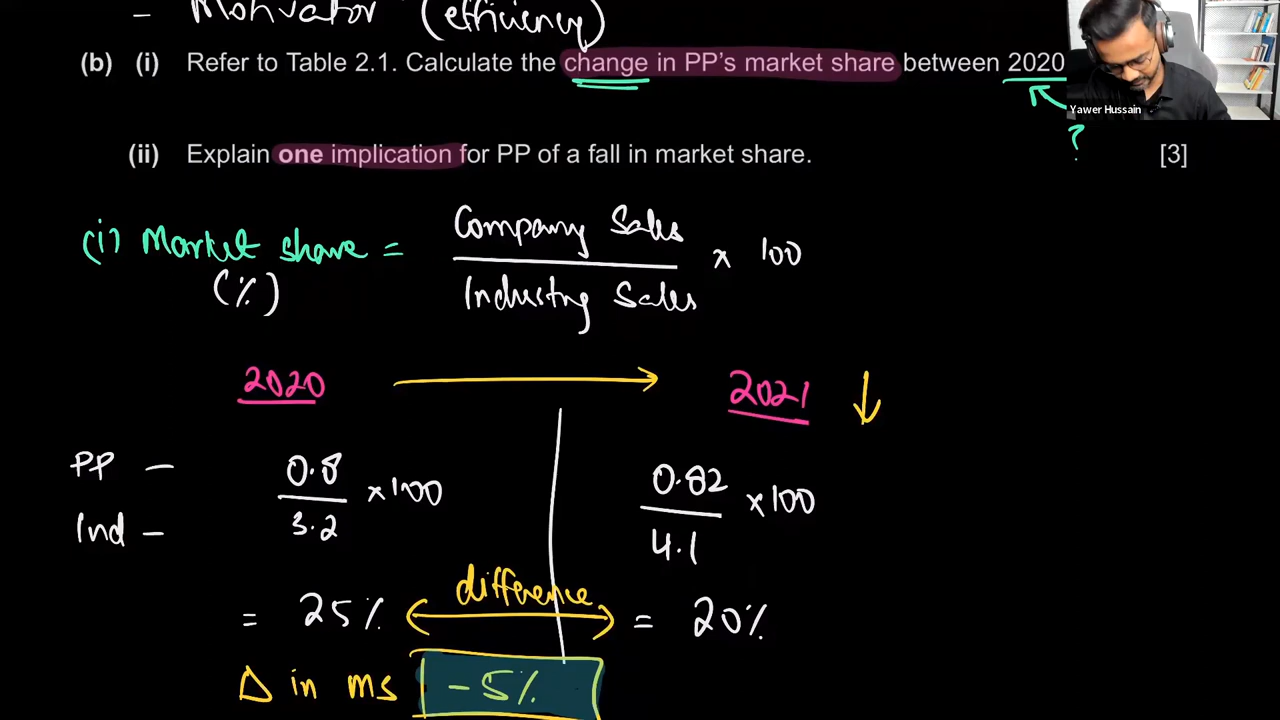 - Motivator (efficiency)
(b) (i) Refer to Table 2.1. Calculate the change in PP's market share between 2020
Yawer Hussain
?
(ii) Explain one implication for PP of a fall in market share. [3]
(i) Market share = Company Sales / Industry Sales x 100
(%)
2020 → 2021 ↓
PP - 0.8 / 3.2 x 100 0.82 / 4.1 x 100
Ind -
= 25% difference = 20%
Δ in ms - 5%